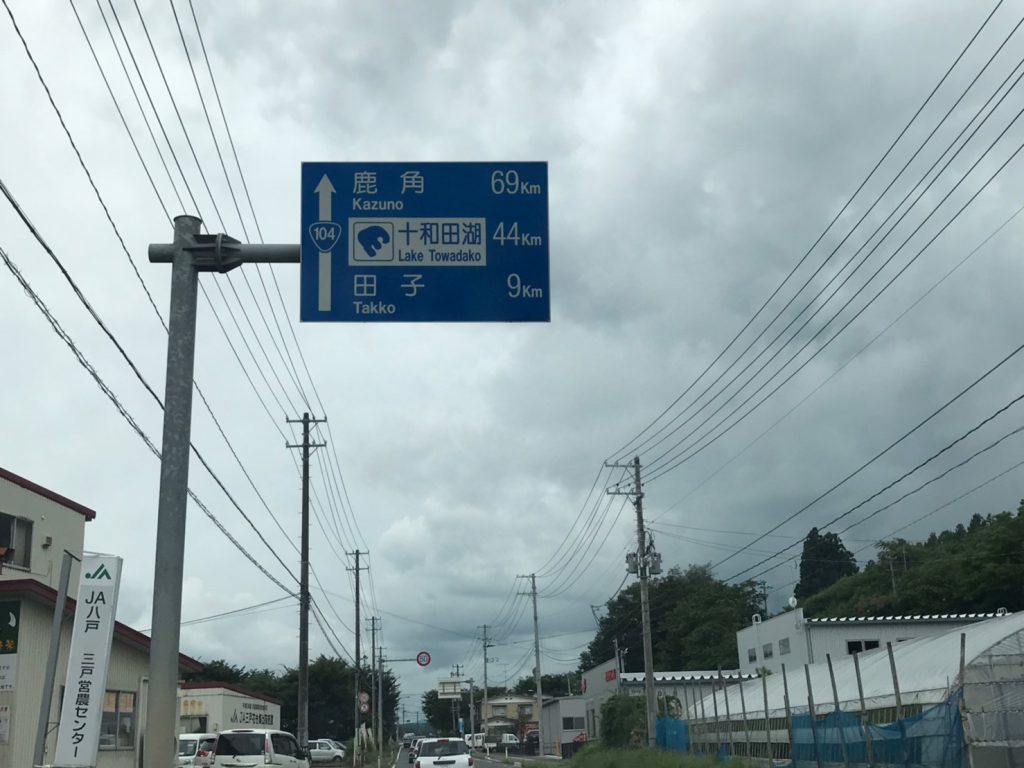 鹿角 69Km
Kazuno
104
十和田湖 44Km
Lake Towadako
田子 9Km
Takko
JA八戸 三戸営農センター